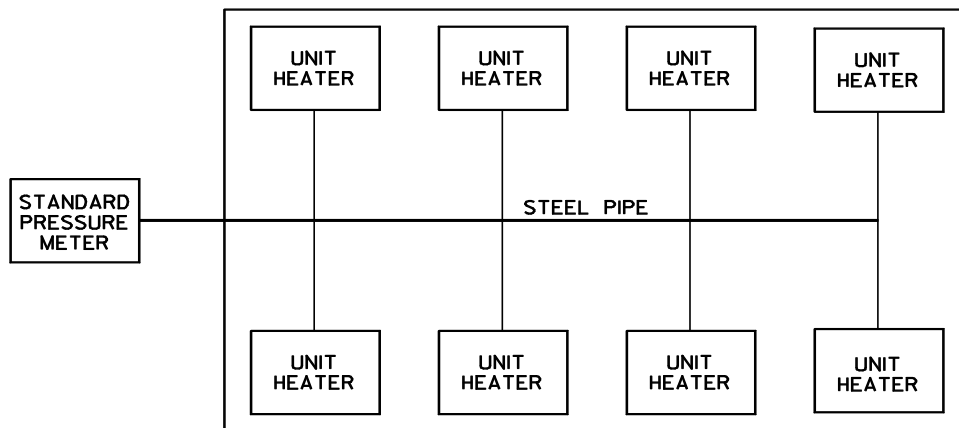 UNIT
HEATER
UNIT
HEATER
UNIT
HEATER
UNIT
HEATER
STANDARD
PRESSURE
METER
STEEL PIPE
UNIT
HEATER
UNIT
HEATER
UNIT
HEATER
UNIT
HEATER